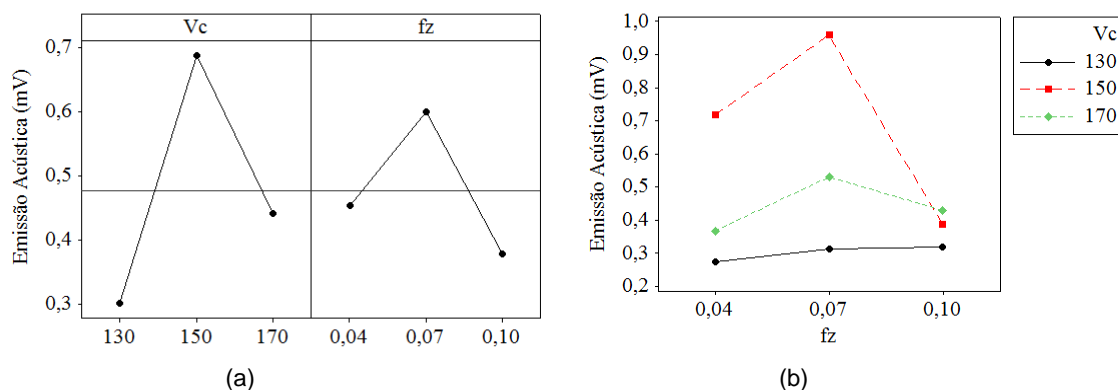 Vc fz
Emissão Acústica (mV)
0,7
0,6
0,5
0,4
0,3
130 150 170 0,04 0,07 0,10
(a)
Emissão Acústica (mV)
1,0
0,9
0,8
0,7
0,6
0,5
0,4
0,3
0,2
0,04 0,07 0,10
fz
Vc
130
150
170
(b)